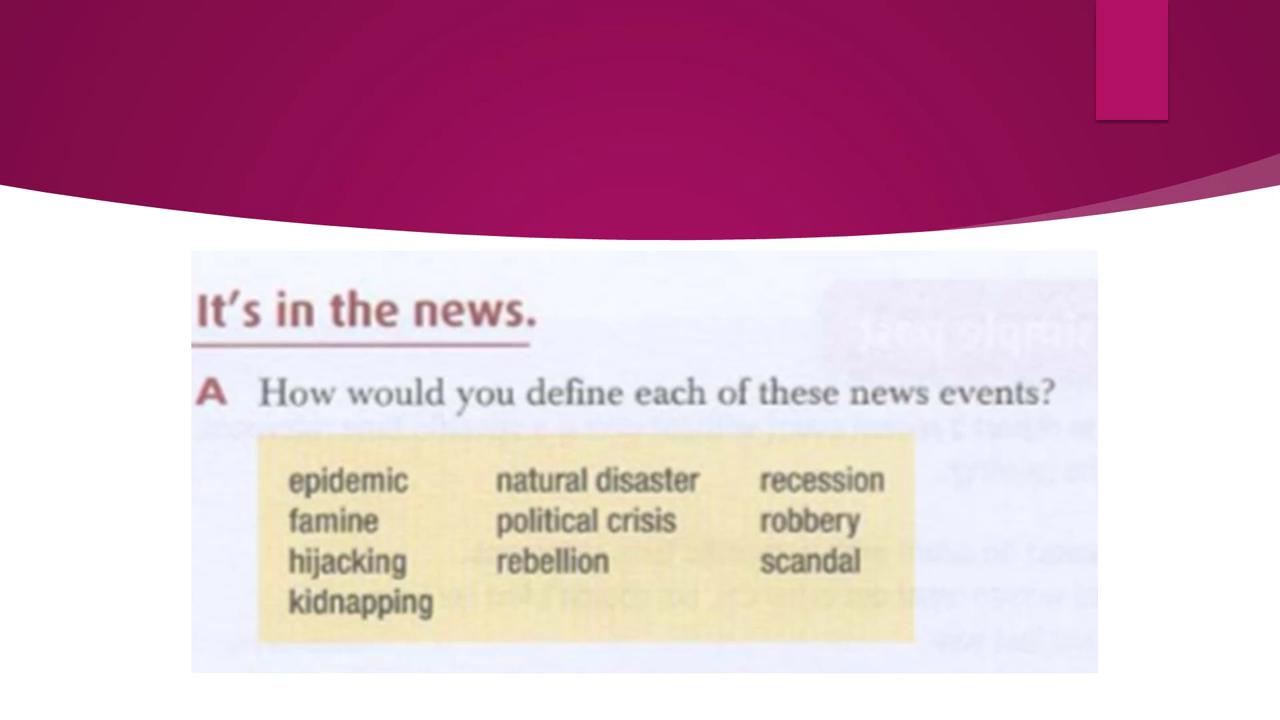 It's in the news.
A How would you define each of these news events?
epidemic natural disaster recession
famine political crisis robbery
hijacking rebellion scandal
kidnapping